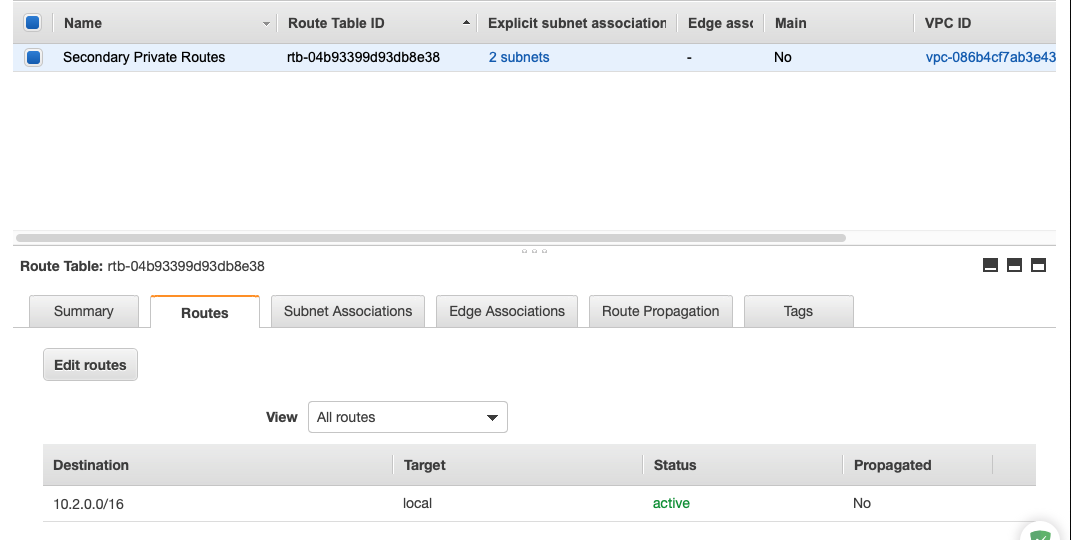 Name Route Table ID Explicit subnet association Edge asso Main VPC ID
Secondary Private Routes rtb-04b93399d93db8e38 2 subnets - No vpc-086b4cf7ab3e43
Route Table: rtb-04b93399d93db8e38
Summary Routes Subnet Associations Edge Associations Route Propagation Tags
Edit routes
View All routes
Destination Target Status Propagated
10.2.0.0/16 local active No